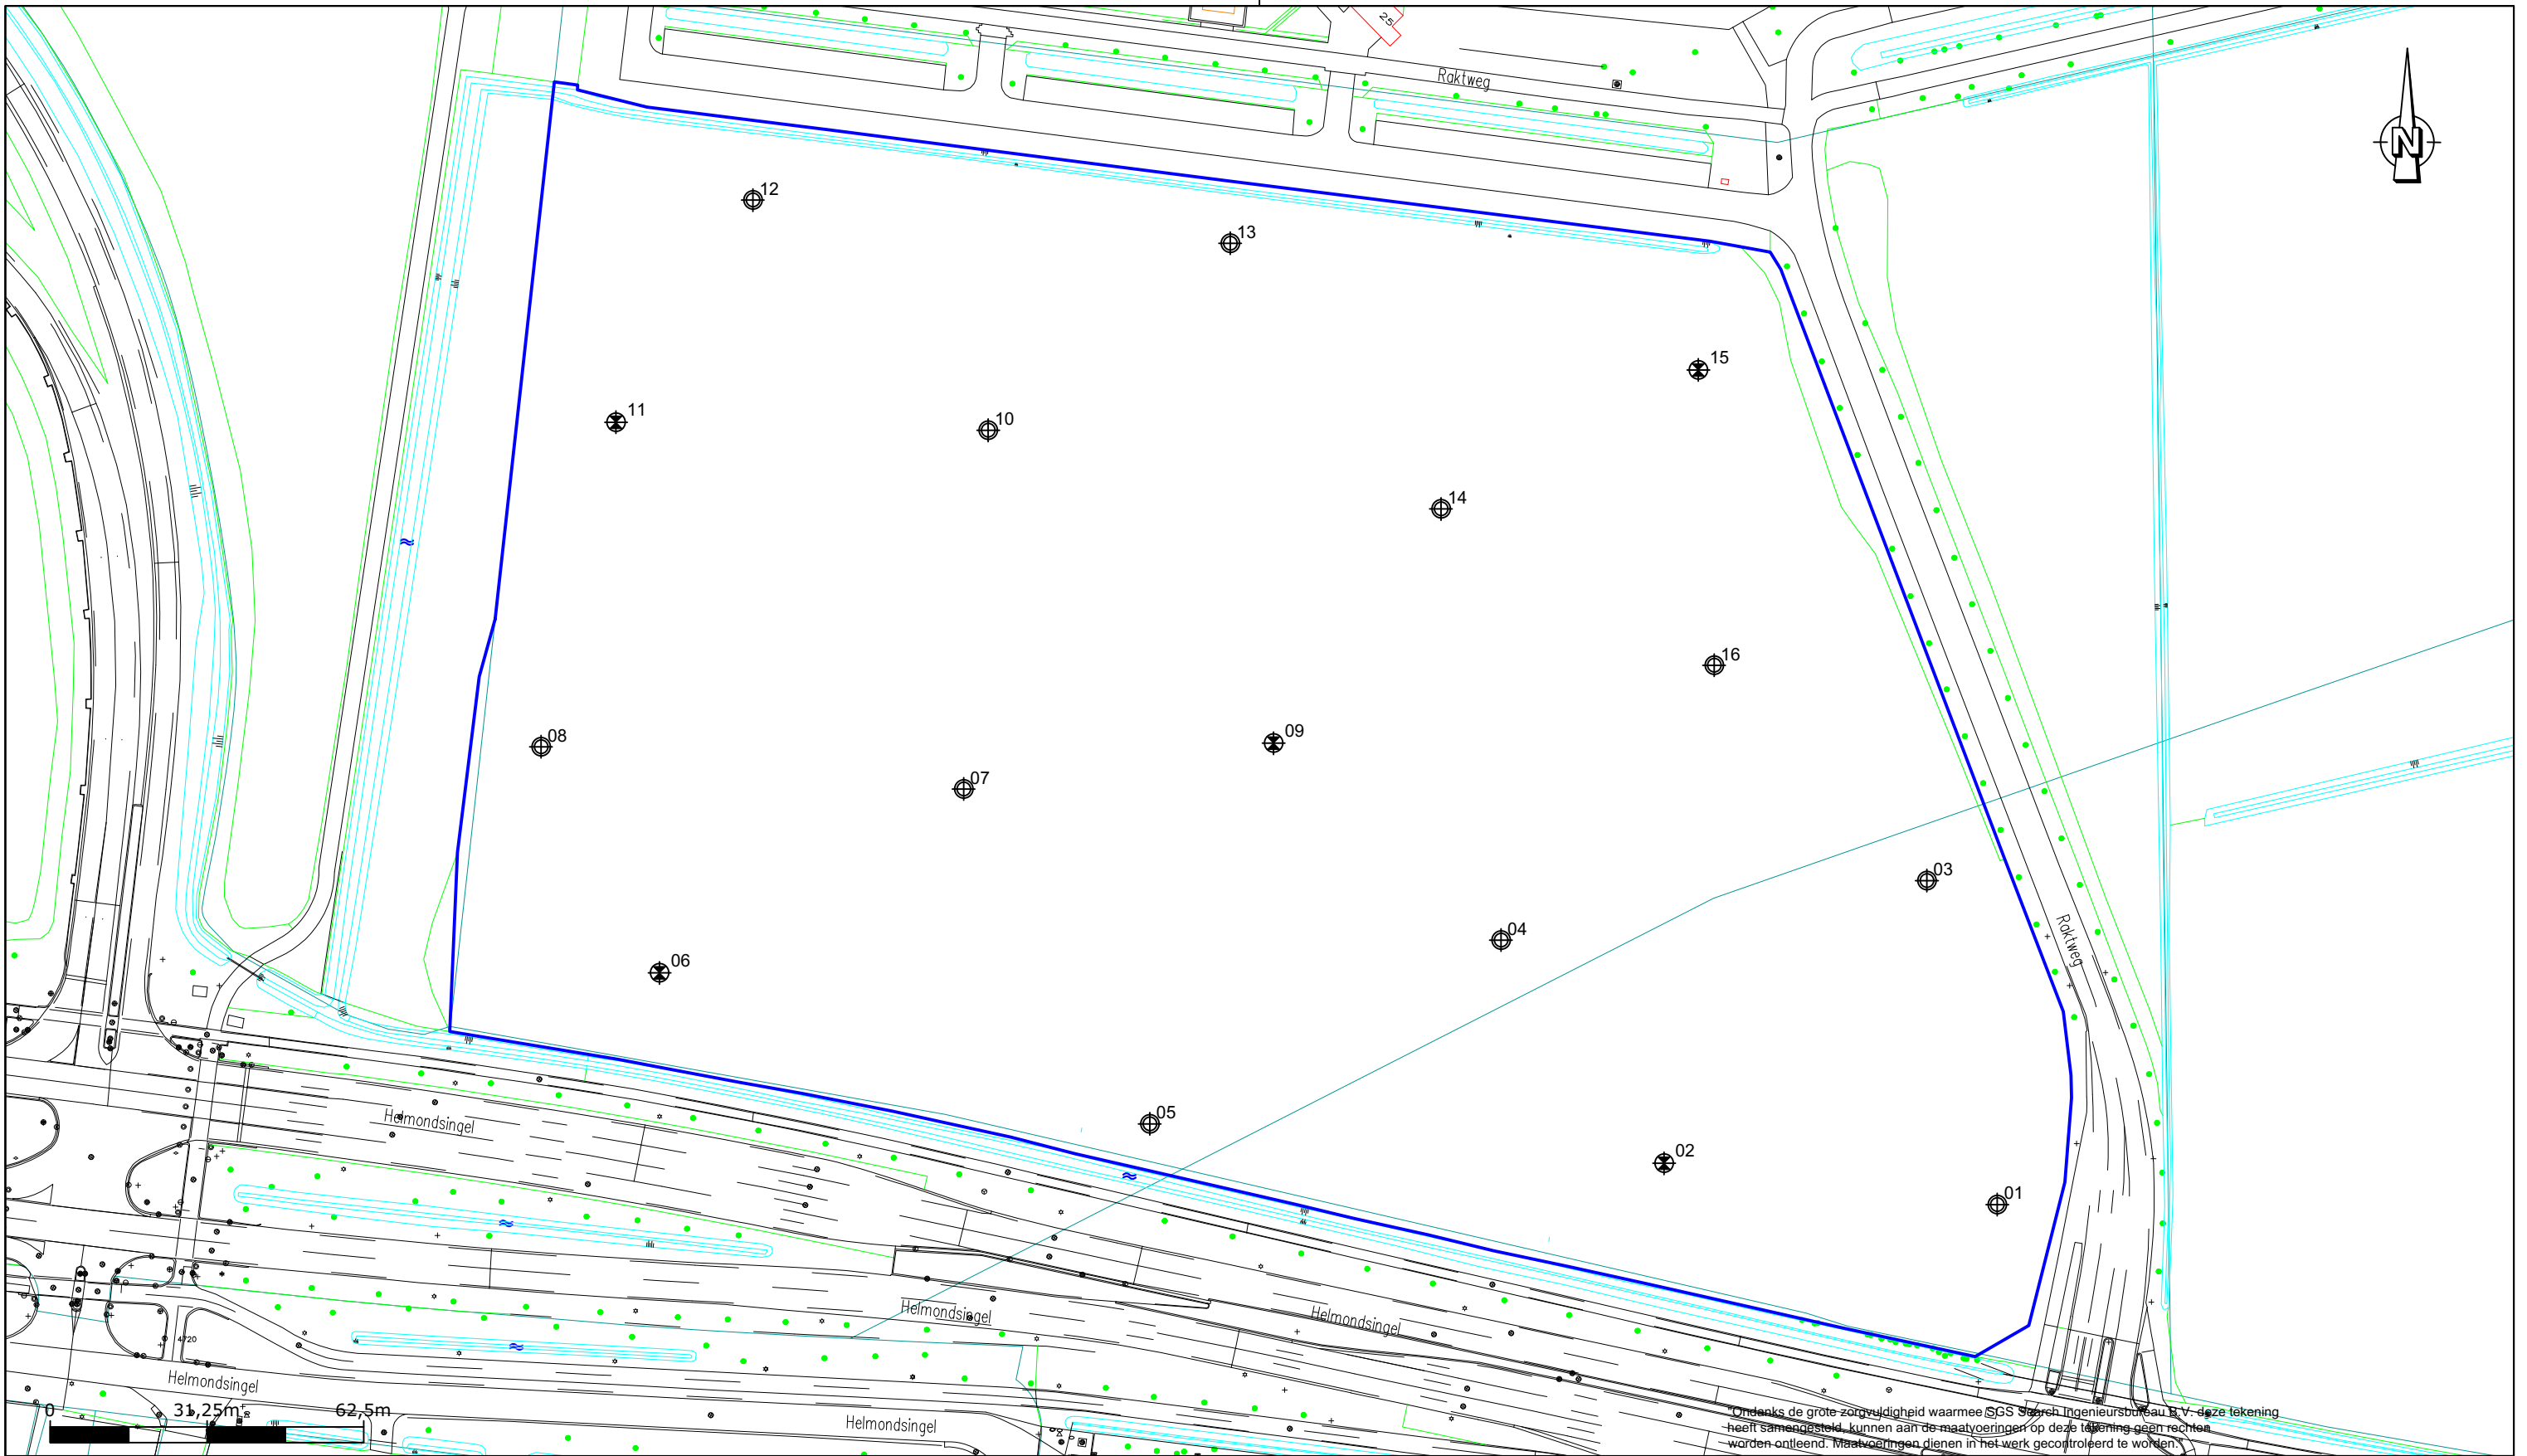 25
Raktweg
N
12
13
15
11
10
14
16
08
09
07
03
04
Raktweg
06
05
02
01
Helmondsingel
Helmondsingel
Helmondsingel
4720
Helmondsingel
Helmondsingel
0 31,25m 62,5m
"Ondanks de grote zorgvuldigheid waarmee SGS Search Ingenieursbureau B.V. deze tekening
heeft samengesteld, kunnen aan de maatvoeringen op deze tekening geen rechten
worden ontleend. Maatvoeringen dienen in het werk gecontroleerd te worden."